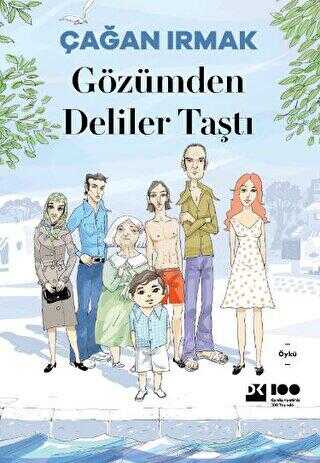 ÇAĞAN IRMAK
Gözümden
Deliler Taştı
Öykü
DK 100